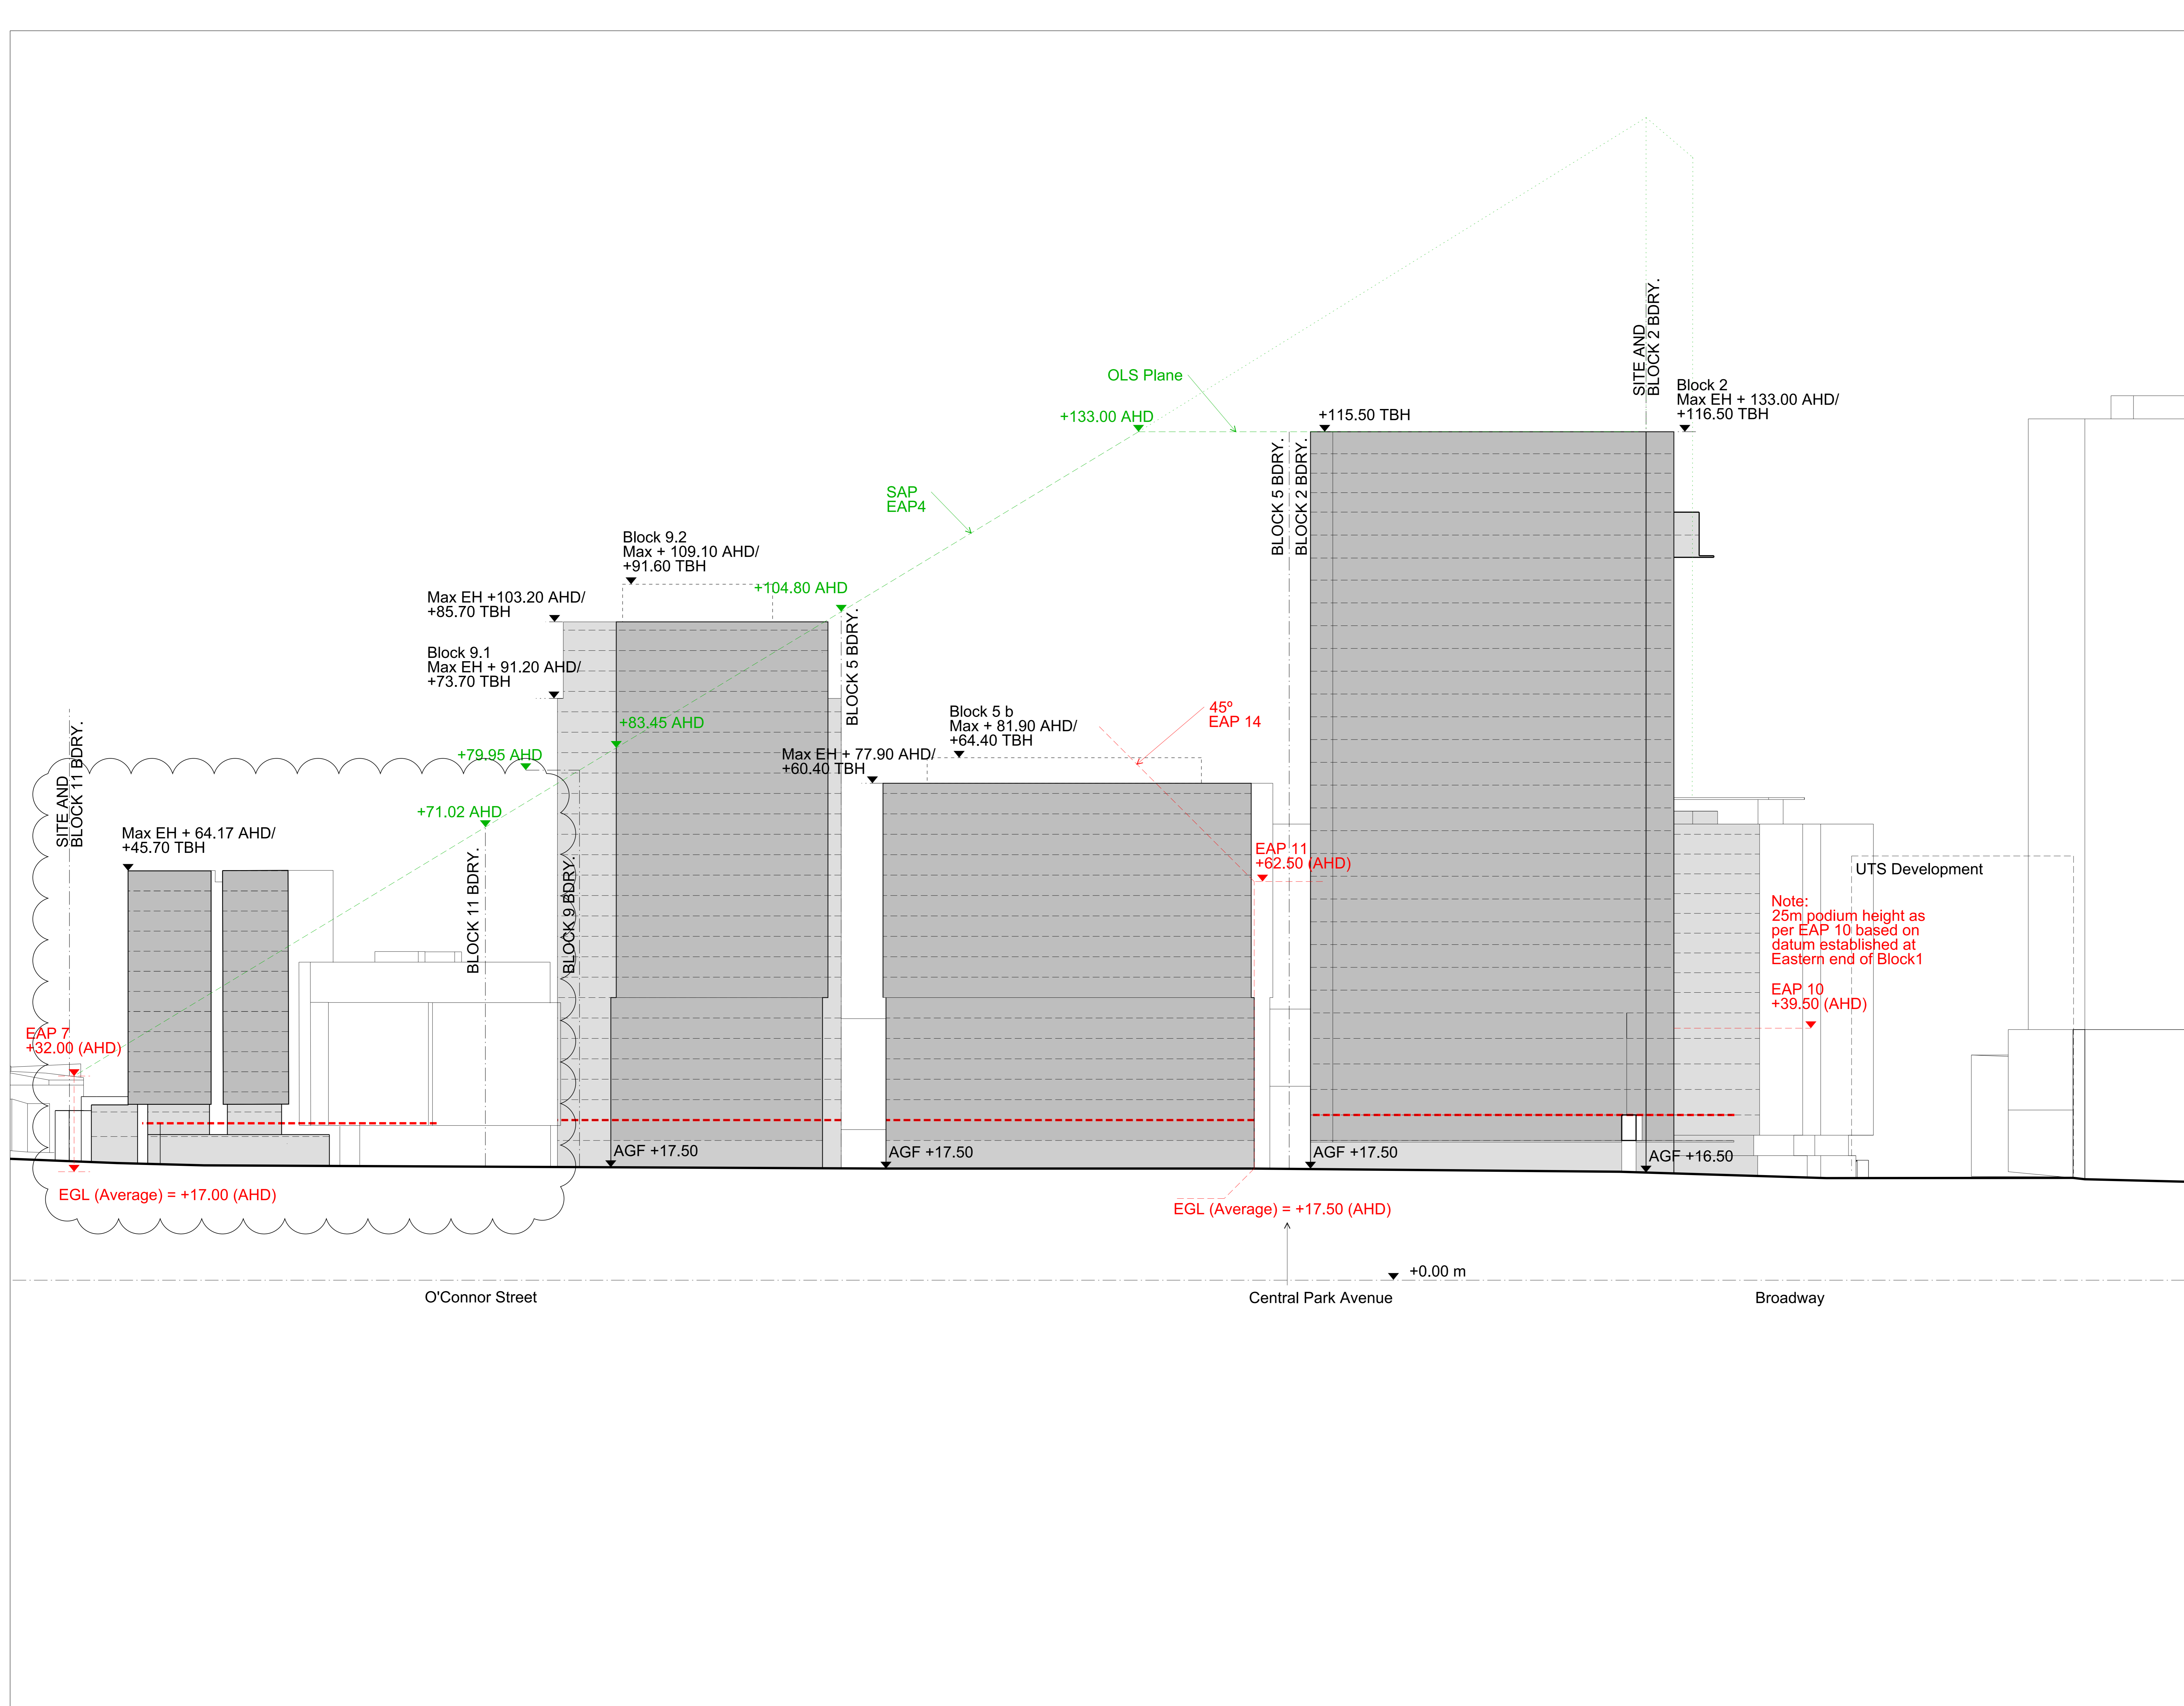 SITE AND
BLOCK 2 BDRY.
OLS Plane
Block 2
Max EH + 133.00 AHD/
+116.50 TBH
+133.00 AHD
+115.50 TBH
BLOCK 5 BDRY.
BLOCK 2 BDRY.
SAP
EAP4
Block 9.2
Max + 109.10 AHD/
+91.60 TBH
+104.80 AHD
Max EH +103.20 AHD/
+85.70 TBH
BLOCK 5 BDRY.
Block 9.1
Max EH + 91.20 AHD/
+73.70 TBH
+83.45 AHD
Block 5 b
Max + 81.90 AHD/
+64.40 TBH
45º
EAP 14
+79.95 AHD
Max EH + 77.90 AHD/
+60.40 TBH
SITE AND
BLOCK 11 BDRY.
+71.02 AHD
Max EH + 64.17 AHD/
+45.70 TBH
BLOCK 11 BDRY.
BLOCK 9 BDRY.
EAP 11
+62.50 (AHD)
UTS Development
Note:
25m podium height as
per EAP 10 based on
datum established at
Eastern end of Block1
EAP 10
+39.50 (AHD)
EAP 7
+32.00 (AHD)
AGF +17.50
AGF +17.50
AGF +17.50
AGF +16.50
EGL (Average) = +17.00 (AHD)
EGL (Average) = +17.50 (AHD)
+0.00 m
O'Connor Street
Central Park Avenue
Broadway